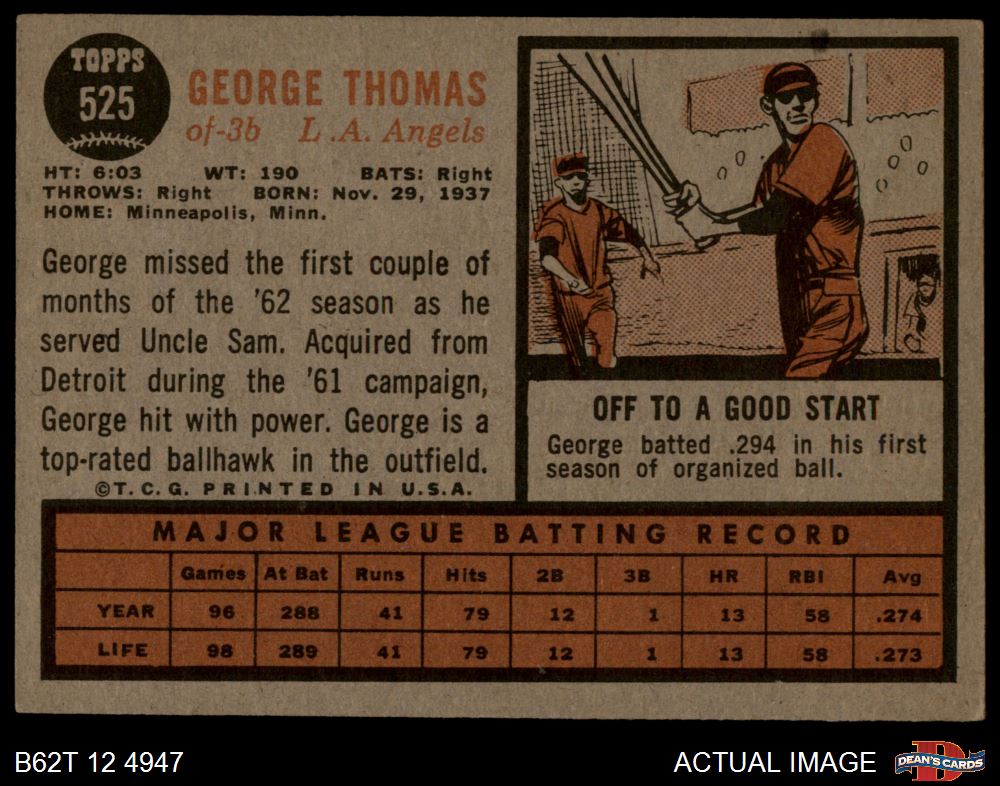 TOPPS
525
GEORGE THOMAS
of-3b L.A. Angels
HT: 6:03 WT: 190 BATS: Right
THROWS: Right BORN: Nov. 29, 1937
HOME: Minneapolis, Minn.
George missed the first couple of
months of the '62 season as he
served Uncle Sam. Acquired from
Detroit during the '61 campaign,
George hit with power. George is a
top-rated ballhawk in the outfield.
©T.C.G. PRINTED IN U.S.A.
OFF TO A GOOD START
George batted .294 in his first
season of organized ball.
MAJOR LEAGUE BATTING RECORD
Games At Bat Runs Hits 2B 3B HR RBI Avg
YEAR 96 288 41 79 12 1 13 58 .274
LIFE 98 289 41 79 12 1 13 58 .273
B62T 12 4947 ACTUAL IMAGE
D
DEAN'S CARDS